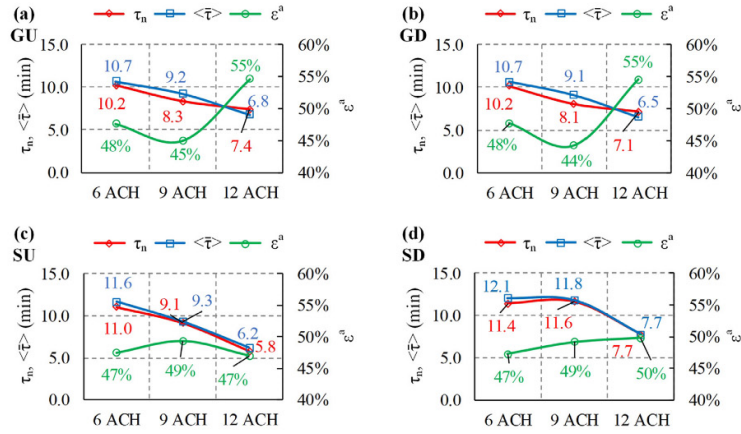 (a) τn <τ̄> εᵃ
GU
15.0 60%
10.7 9.2 55%
55%
10.0 6.8 50%
10.2 8.3
5.0 45%
48% 45% 7.4
0.0 40%
6 ACH 9 ACH 12 ACH
τn, <τ̄> (min)
εᵃ
(b) τn <τ̄> εᵃ
GD
15.0 60%
10.7 9.1 55%
55%
10.0 6.5 50%
10.2 8.1
5.0 45%
48% 44% 7.1
0.0 40%
6 ACH 9 ACH 12 ACH
τn, <τ̄> (min)
εᵃ
(c) τn <τ̄> εᵃ
SU
15.0 60%
11.6 9.1 9.3 55%
10.0 6.2 50%
11.0 5.8
5.0 45%
47% 49% 47%
0.0 40%
6 ACH 9 ACH 12 ACH
τn, <τ̄> (min)
εᵃ
(d) τn <τ̄> εᵃ
SD
15.0 60%
12.1 11.8 55%
10.0 7.7 50%
11.4 11.6 7.7
5.0 45%
47% 49% 50%
0.0 40%
6 ACH 9 ACH 12 ACH
τn, <τ̄> (min)
εᵃ